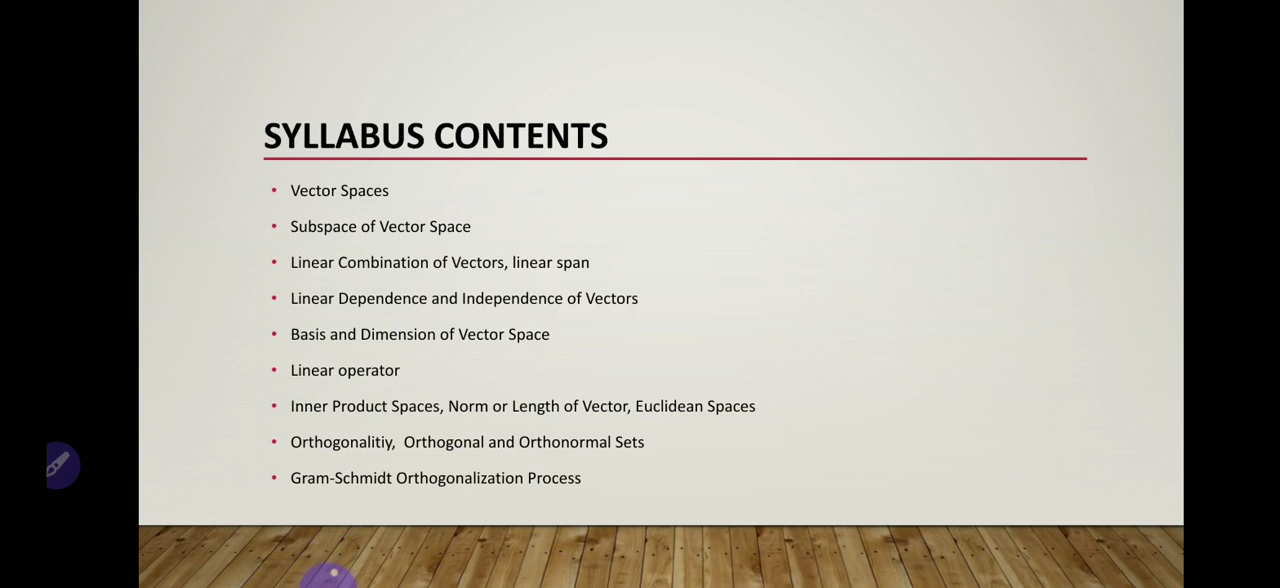 SYLLABUS CONTENTS
• Vector Spaces
• Subspace of Vector Space
• Linear Combination of Vectors, linear span
• Linear Dependence and Independence of Vectors
• Basis and Dimension of Vector Space
• Linear operator
• Inner Product Spaces, Norm or Length of Vector, Euclidean Spaces
• Orthogonalitiy,  Orthogonal and Orthonormal Sets
• Gram-Schmidt Orthogonalization Process